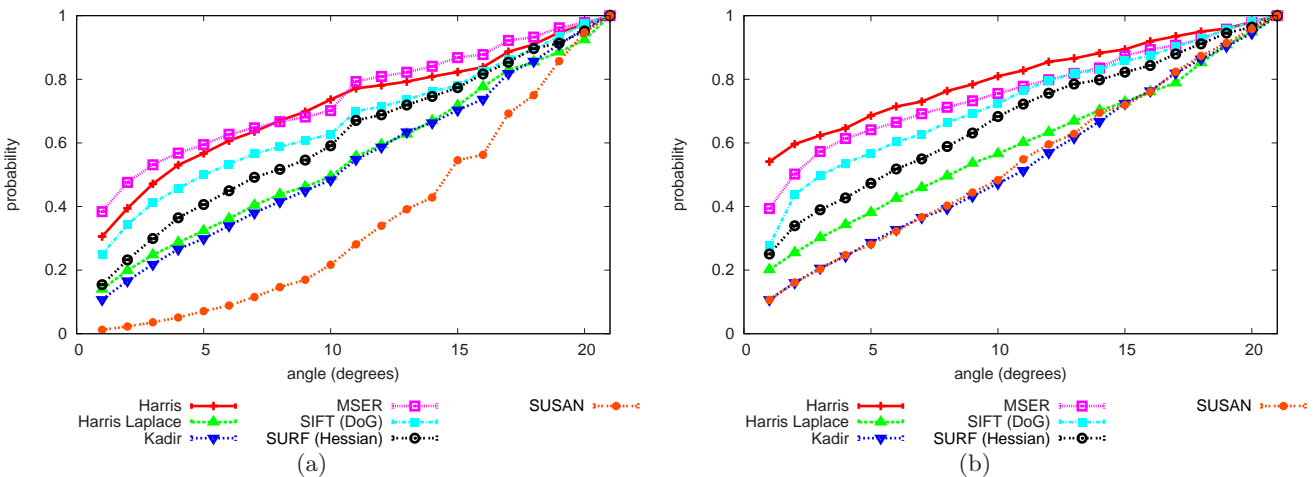 1
0.8
0.6
0.4
0.2
0
probability
0 5 10 15 20
angle (degrees)
Harris
Harris Laplace
Kadir
MSER
SIFT (DoG)
SURF (Hessian)
SUSAN
(a)
1
0.8
0.6
0.4
0.2
0
probability
0 5 10 15 20
angle (degrees)
Harris
Harris Laplace
Kadir
MSER
SIFT (DoG)
SURF (Hessian)
SUSAN
(b)